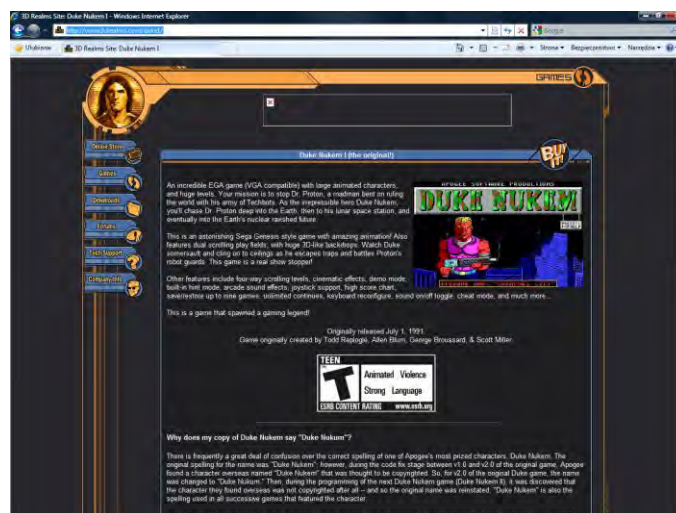 3D Realms Site: Duke Nukem I - Windows Internet Explorer
Ulubione
3D Realms Site: Duke Nukem I
Strona
Bezpieczeństwo
Narzędzia
GAMES
Online Store
Games
Downloads
Forums
Tech Support
Company Info
Duke Nukem I (the original!)
BUY IT!
An incredible EGA game (VGA compatible) with large animated characters,
and huge levels. Your mission is to stop Dr. Proton, a madman bent on ruling
the world with his army of Techbots. As the irrepressible hero Duke Nukem,
you'll chase Dr. Proton deep into the Earth, then to his lunar space station, and
eventually into the Earth's nuclear ravished future.
APOGEE SOFTWARE PRODUCTIONS
DUKE NUKEM
This is an astonishing Sega Genesis style game with amazing animation! Also
features dual scrolling play fields, with huge 3D-like backdrops. Watch Duke
somersault and cling on to ceilings as he escapes traps and battles Proton's
robot guards. This game is a real show stopper!
Other features include four-way scrolling levels, cinematic effects, demo mode,
built-in hint mode, arcade sound effects, joystick support, high score chart,
save/restore up to nine games, unlimited continues, keyboard reconfigure, sound on/off toggle, cheat mode, and much more...
This is a game that spawned a gaming legend!
Originally released July 1, 1991.
Game originally created by Todd Replogle, Allen Blum, George Broussard, & Scott Miller.
TEEN
T
Animated Violence
Strong Language
ESRB CONTENT RATING www.esrb.org
Why does my copy of Duke Nukem say "Duke Nukum"?
There is frequently a great deal of confusion over the correct spelling of one of Apogee's most prized characters, Duke Nukem. The
original spelling for the name was "Duke Nukem"; however, during the code fix stage between v1.0 and v2.0 of the original game, Apogee
found a character overseas named "Duke Nukem" that was thought to be copyrighted. So, for v2.0 of the original Duke game, the name
was changed to "Duke Nukum." Then, during the programming of the next Duke Nukem game (Duke Nukem II), it was discovered that
the character they found overseas was not copyrighted after all -- and so the original name was reinstated. "Duke Nukem" is also the
spelling used in all successive games that featured the character.